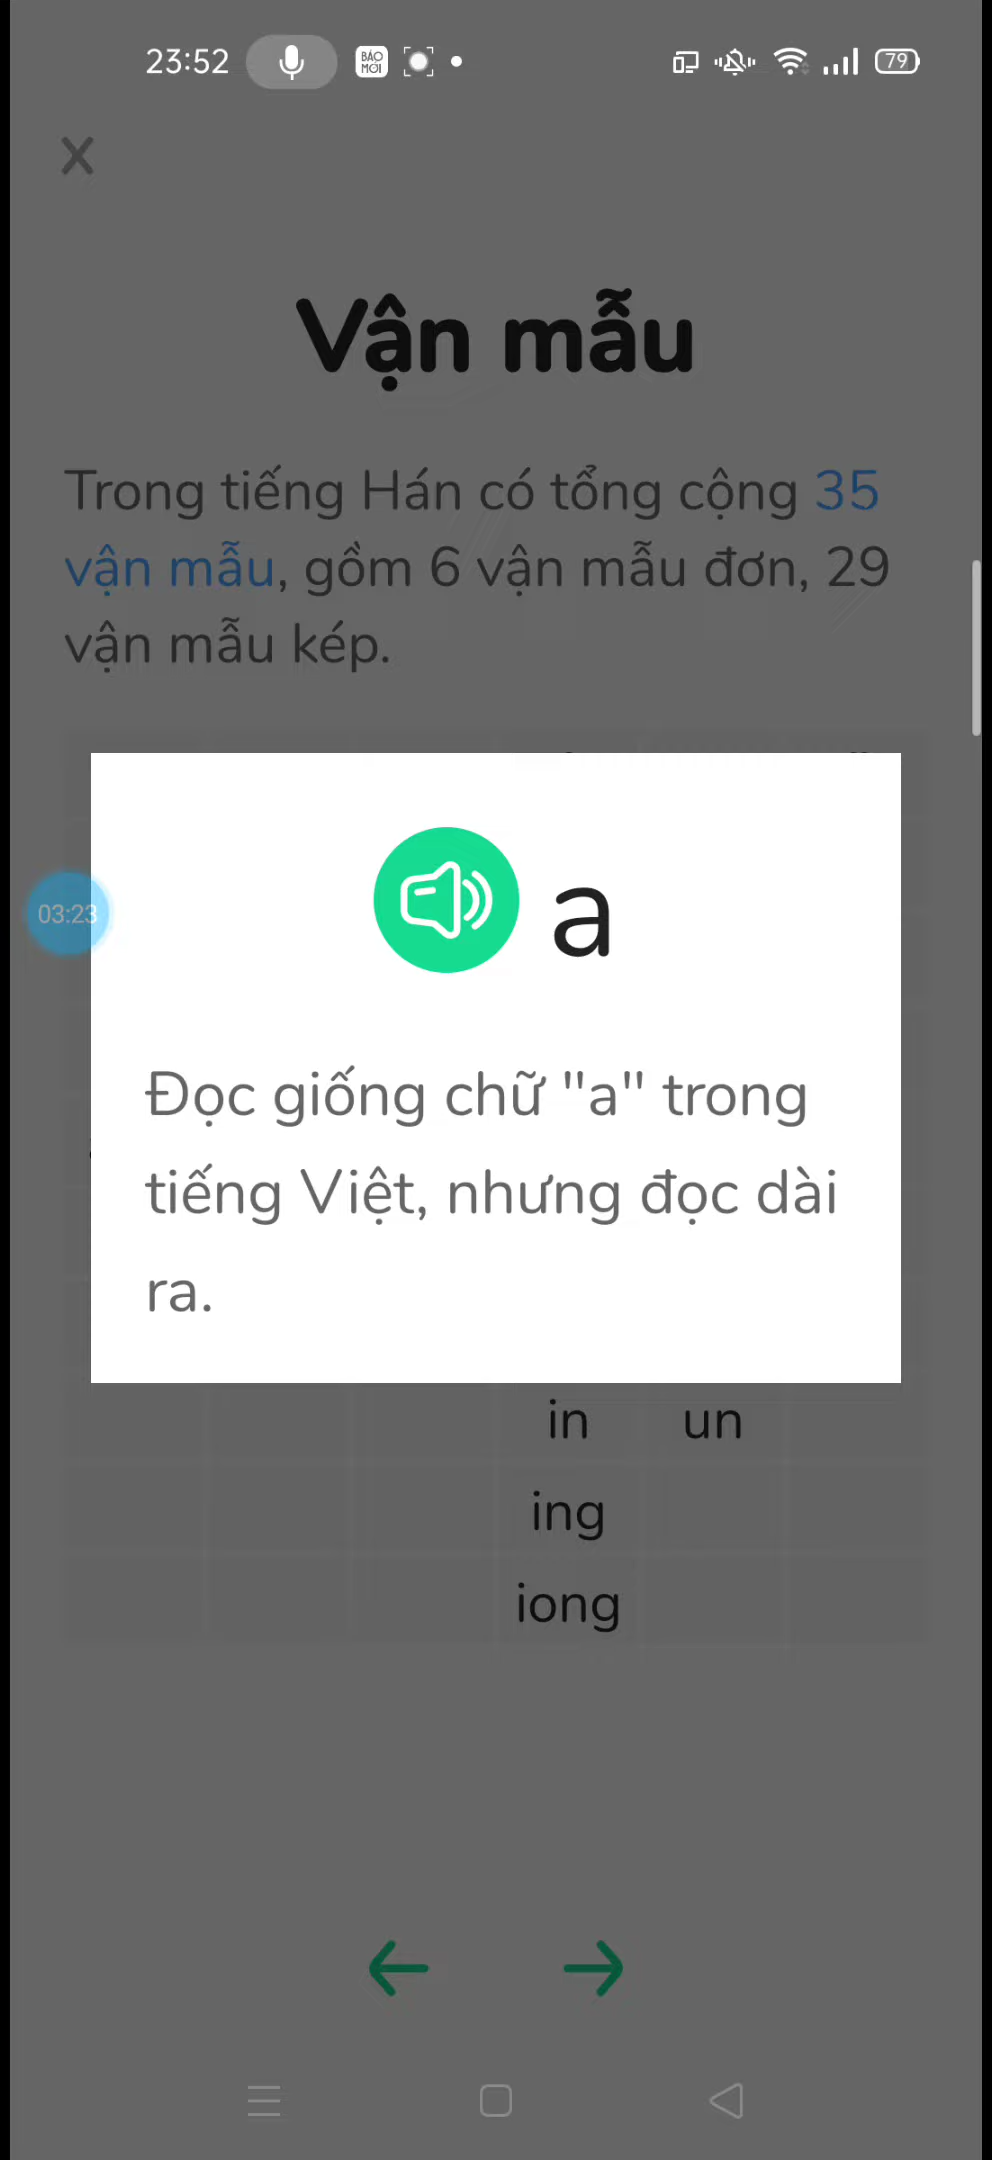 23:52
BÁO
MỚI
79
Vận mẫu
Trong tiếng Hán có tổng cộng 35
vận mẫu, gồm 6 vận mẫu đơn, 29
vận mẫu kép.
03:23
a
Đọc giống chữ "a" trong
tiếng Việt, nhưng đọc dài
ra.
in un
ing
iong